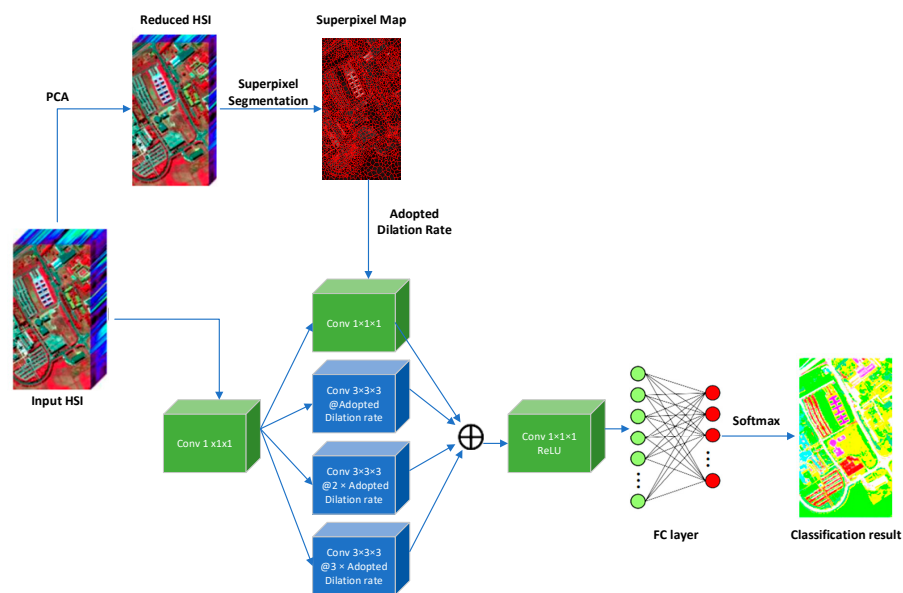 Reduced HSI
Superpixel Map
PCA
Superpixel
Segmentation
Adopted
Dilation Rate
Input HSI
Conv 1 x1x1
Conv 1×1×1
Conv 3×3×3
@Adopted
Dilation rate
Conv 3×3×3
@2 × Adopted
Dilation rate
Conv 3×3×3
@3 × Adopted
Dilation rate
Conv 1×1×1
ReLU
FC layer
Softmax
Classification result